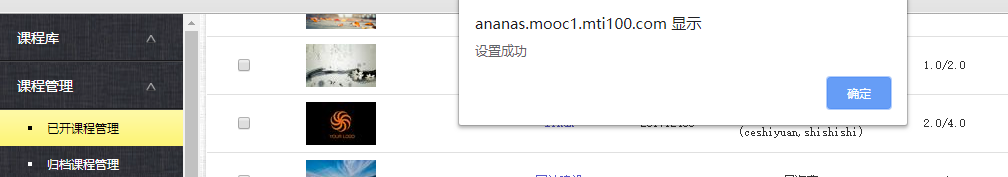 ananas.mooc1.mti100.com 显示
设置成功
确定
课程库
课程管理
已开课程管理
归档课程管理
1.0/2.0
YOUR LOGO
(ceshiyuan, shishishi)
2.0/4.0